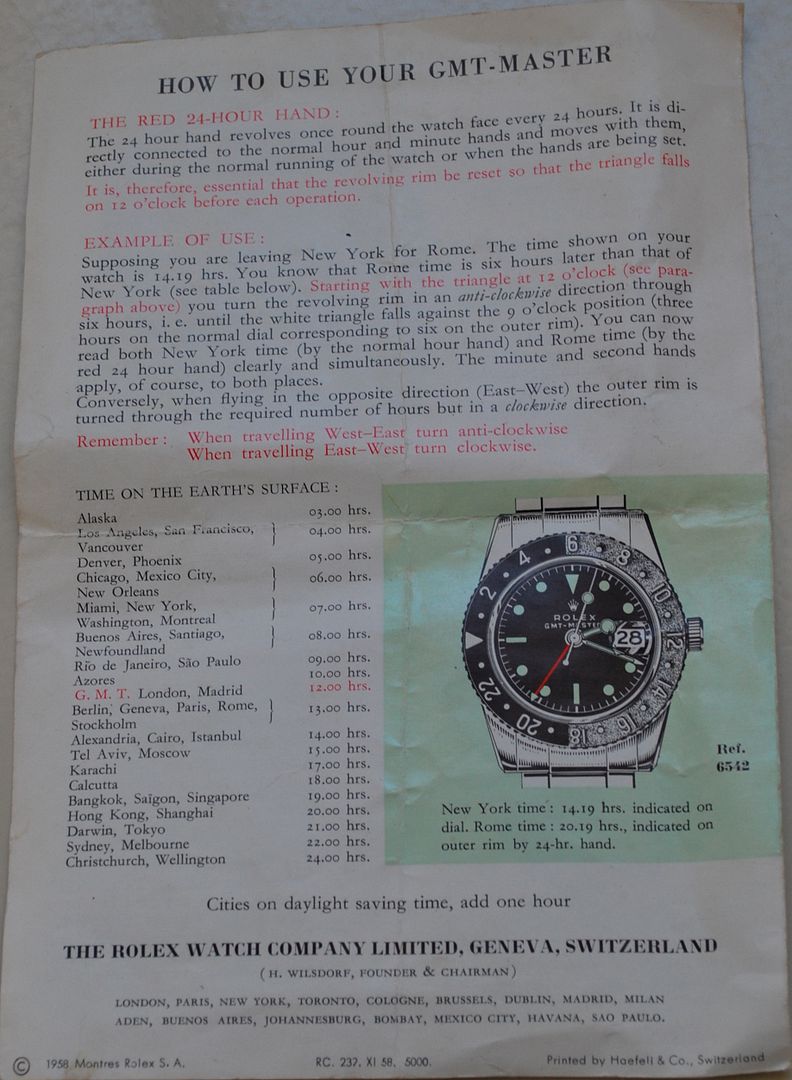 HOW TO USE YOUR GMT-MASTER
THE RED 24-HOUR HAND :
The 24 hour hand revolves once round the watch face every 24 hours. It is di-
rectly connected to the normal hour and minute hands and moves with them,
either during the normal running of the watch or when the hands are being set.
It is, therefore, essential that the revolving rim be reset so that the triangle falls
on 12 o'clock before each operation.
EXAMPLE OF USE :
Supposing you are leaving New York for Rome. The time shown on your
watch is 14.19 hrs. You know that Rome time is six hours later than that of
New York (see table below). Starting with the triangle at 12 o'clock (see para-
graph above) you turn the revolving rim in an anti-clockwise direction through
six hours, i. e. until the white triangle falls against the 9 o'clock position (three
hours on the normal dial corresponding to six on the outer rim). You can now
read both New York time (by the normal hour hand) and Rome time (by the
red 24 hour hand) clearly and simultaneously. The minute and second hands
apply, of course, to both places.
Conversely, when flying in the opposite direction (East–West) the outer rim is
turned through the required number of hours but in a clockwise direction.
Remember : When travelling West–East turn anti-clockwise
When travelling East–West turn clockwise.
TIME ON THE EARTH'S SURFACE :
Alaska 03.00 hrs.
Los Angeles, San Francisco, } 04.00 hrs.
Vancouver
Denver, Phoenix 05.00 hrs.
Chicago, Mexico City, } 06.00 hrs.
New Orleans
Miami, New York, } 07.00 hrs.
Washington, Montreal
Buenos Aires, Santiago, } 08.00 hrs.
Newfoundland
Rio de Janeiro, São Paulo 09.00 hrs.
Azores 10.00 hrs.
G. M. T. London, Madrid 12.00 hrs.
Berlin, Geneva, Paris, Rome, } 13.00 hrs.
Stockholm
Alexandria, Cairo, Istanbul 14.00 hrs.
Tel Aviv, Moscow 15.00 hrs.
Karachi 17.00 hrs.
Calcutta 18.00 hrs.
Bangkok, Saïgon, Singapore 19.00 hrs.
Hong Kong, Shanghai 20.00 hrs.
Darwin, Tokyo 21.00 hrs.
Sydney, Melbourne 22.00 hrs.
Christchurch, Wellington 24.00 hrs.
2 4 6 8 10 12 14 16 18 20 22
ROLEX
GMT-MASTER
28
Ref.
6542
New York time : 14.19 hrs. indicated on
dial. Rome time : 20.19 hrs., indicated on
outer rim by 24-hr. hand.
Cities on daylight saving time, add one hour
THE ROLEX WATCH COMPANY LIMITED, GENEVA, SWITZERLAND
( H. WILSDORF, FOUNDER & CHAIRMAN )
LONDON, PARIS, NEW YORK, TORONTO, COLOGNE, BRUSSELS, DUBLIN, MADRID, MILAN
ADEN, BUENOS AIRES, JOHANNESBURG, BOMBAY, MEXICO CITY, HAVANA, SAO PAULO.
© 1958 Montres Rolex S. A. RC. 237. XI 58. 5000. Printed by Haefeli & Co., Switzerland